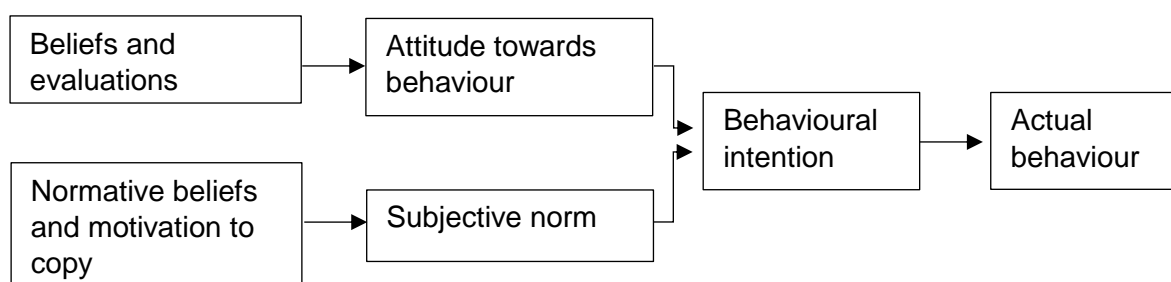 Beliefs and
evaluations
Attitude towards
behaviour
Behavioural
intention
Actual
behaviour
Normative beliefs
and motivation to
copy
Subjective norm